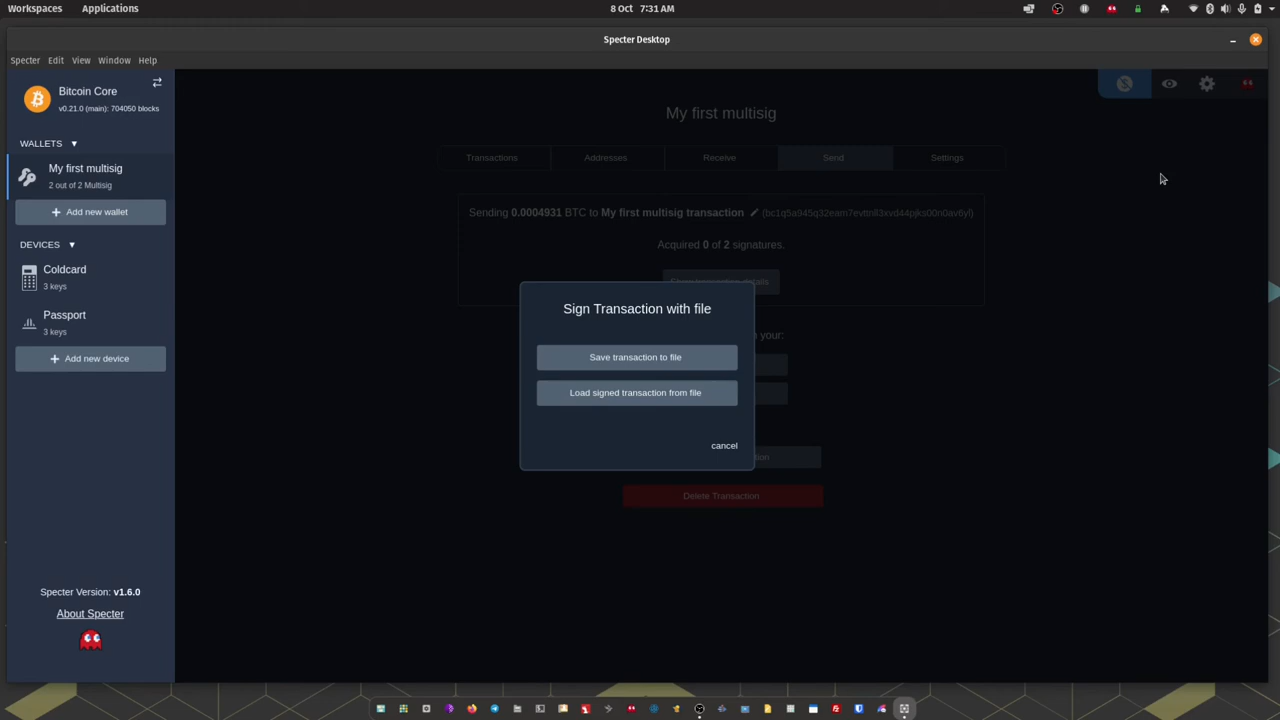 Workspaces
Applications
8 Oct 7:31 AM
Specter Desktop
Specter Edit View Window Help
Bitcoin Core
v0.21.0 (main): 704050 blocks
WALLETS
My first multisig
2 out of 2 Multisig
Add new wallet
DEVICES
Coldcard
3 keys
Passport
3 keys
Add new device
Specter Version: v1.6.0
About Specter
My first multisig
Transactions Addresses Receive Send Settings
Sending 0.0004931 BTC to My first multisig transaction
Acquired 0 of 2 signatures.
your:
Sign Transaction with file
Save transaction to file
Load signed transaction from file
cancel
Delete Transaction